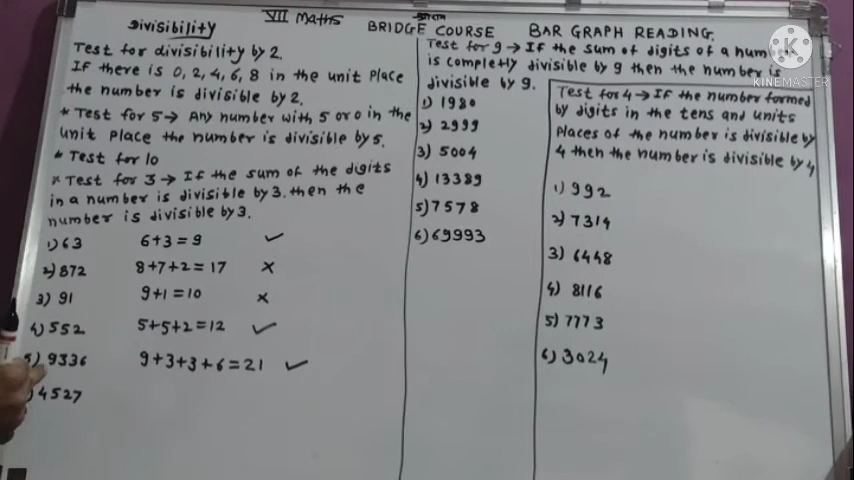 Divisibility
VII Maths
BRIDGE COURSE
BAR GRAPH READING.
Test for divisibility by 2.
IF there is 0, 2, 4, 6, 8 in the unit place
the number is divisible by 2.
* Test for 5 → Any number with 5 or 0 in the
unit place the number is divisible by 5.
* Test for 10
* Test for 3 → IF the sum of the digits
in a number is divisible by 3. then the
number is divisible by 3.
1) 63 6+3=9 ✓
2) 872 8+7+2=17 ×
3) 91 9+1=10 ×
4) 552 5+5+2=12 ✓
5) 9336 9+3+3+6=21 ✓
) 4527
Test for 9 → IF the sum of digits of a num
is completly divisible by 9 then the number is
divisible by 9.
1) 1980
2) 2999
3) 5004
4) 13389
5) 7578
6) 69993
Test for 4 → IF the number formed
by digits in the tens and units
places of the number is divisible by
4 then the number is divisible by 4
1) 992
2) 7314
3) 6448
4) 8116
5) 7773
6) 3024
Made with
KINEMASTER